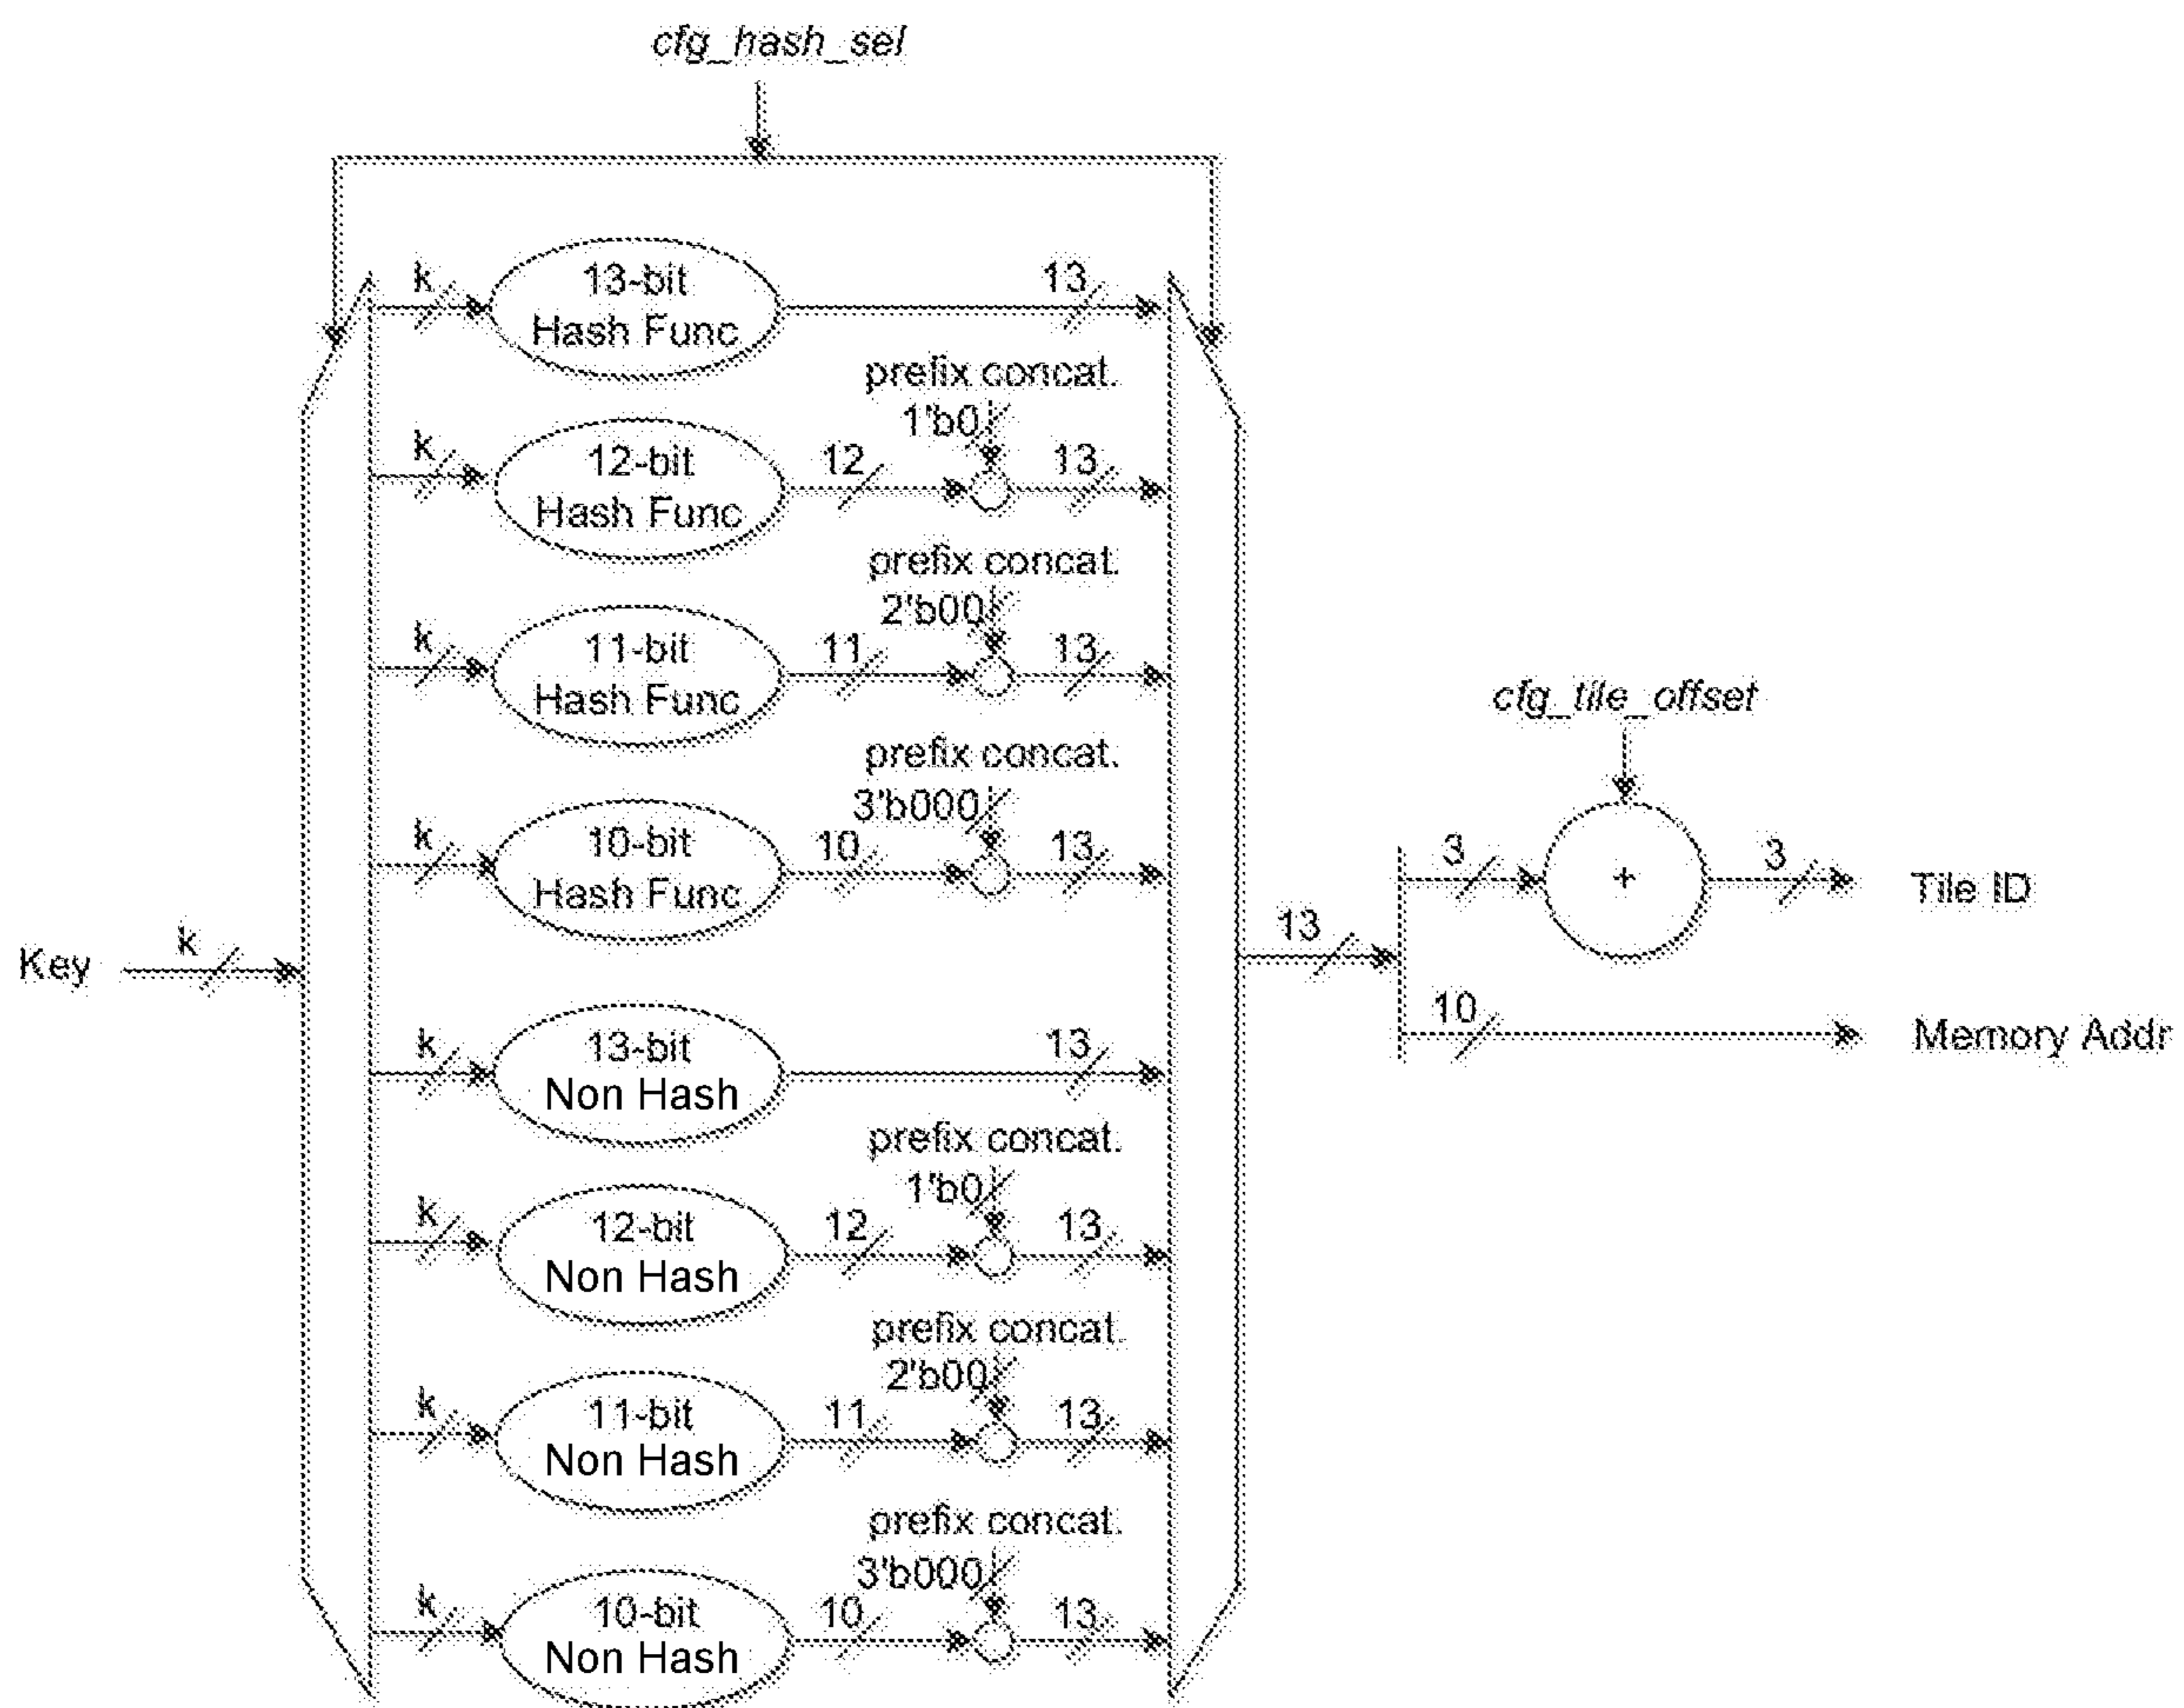 cfg_hash_sel
k
13-bit
Hash Func
13
prefix concat.
1'b0
k
12-bit
Hash Func
12
13
prefix concat.
2'b00
k
11-bit
Hash Func
11
13
cfg_tile_offset
prefix concat.
3'b000
k
10-bit
Hash Func
10
13
3
+
3
Tile ID
Key
k
13
10
Memory Addr
k
13-bit
Non Hash
13
prefix concat.
1'b0
k
12-bit
Non Hash
12
13
prefix concat.
2'b00
k
11-bit
Non Hash
11
13
prefix concat.
3'b000
k
10-bit
Non Hash
10
13